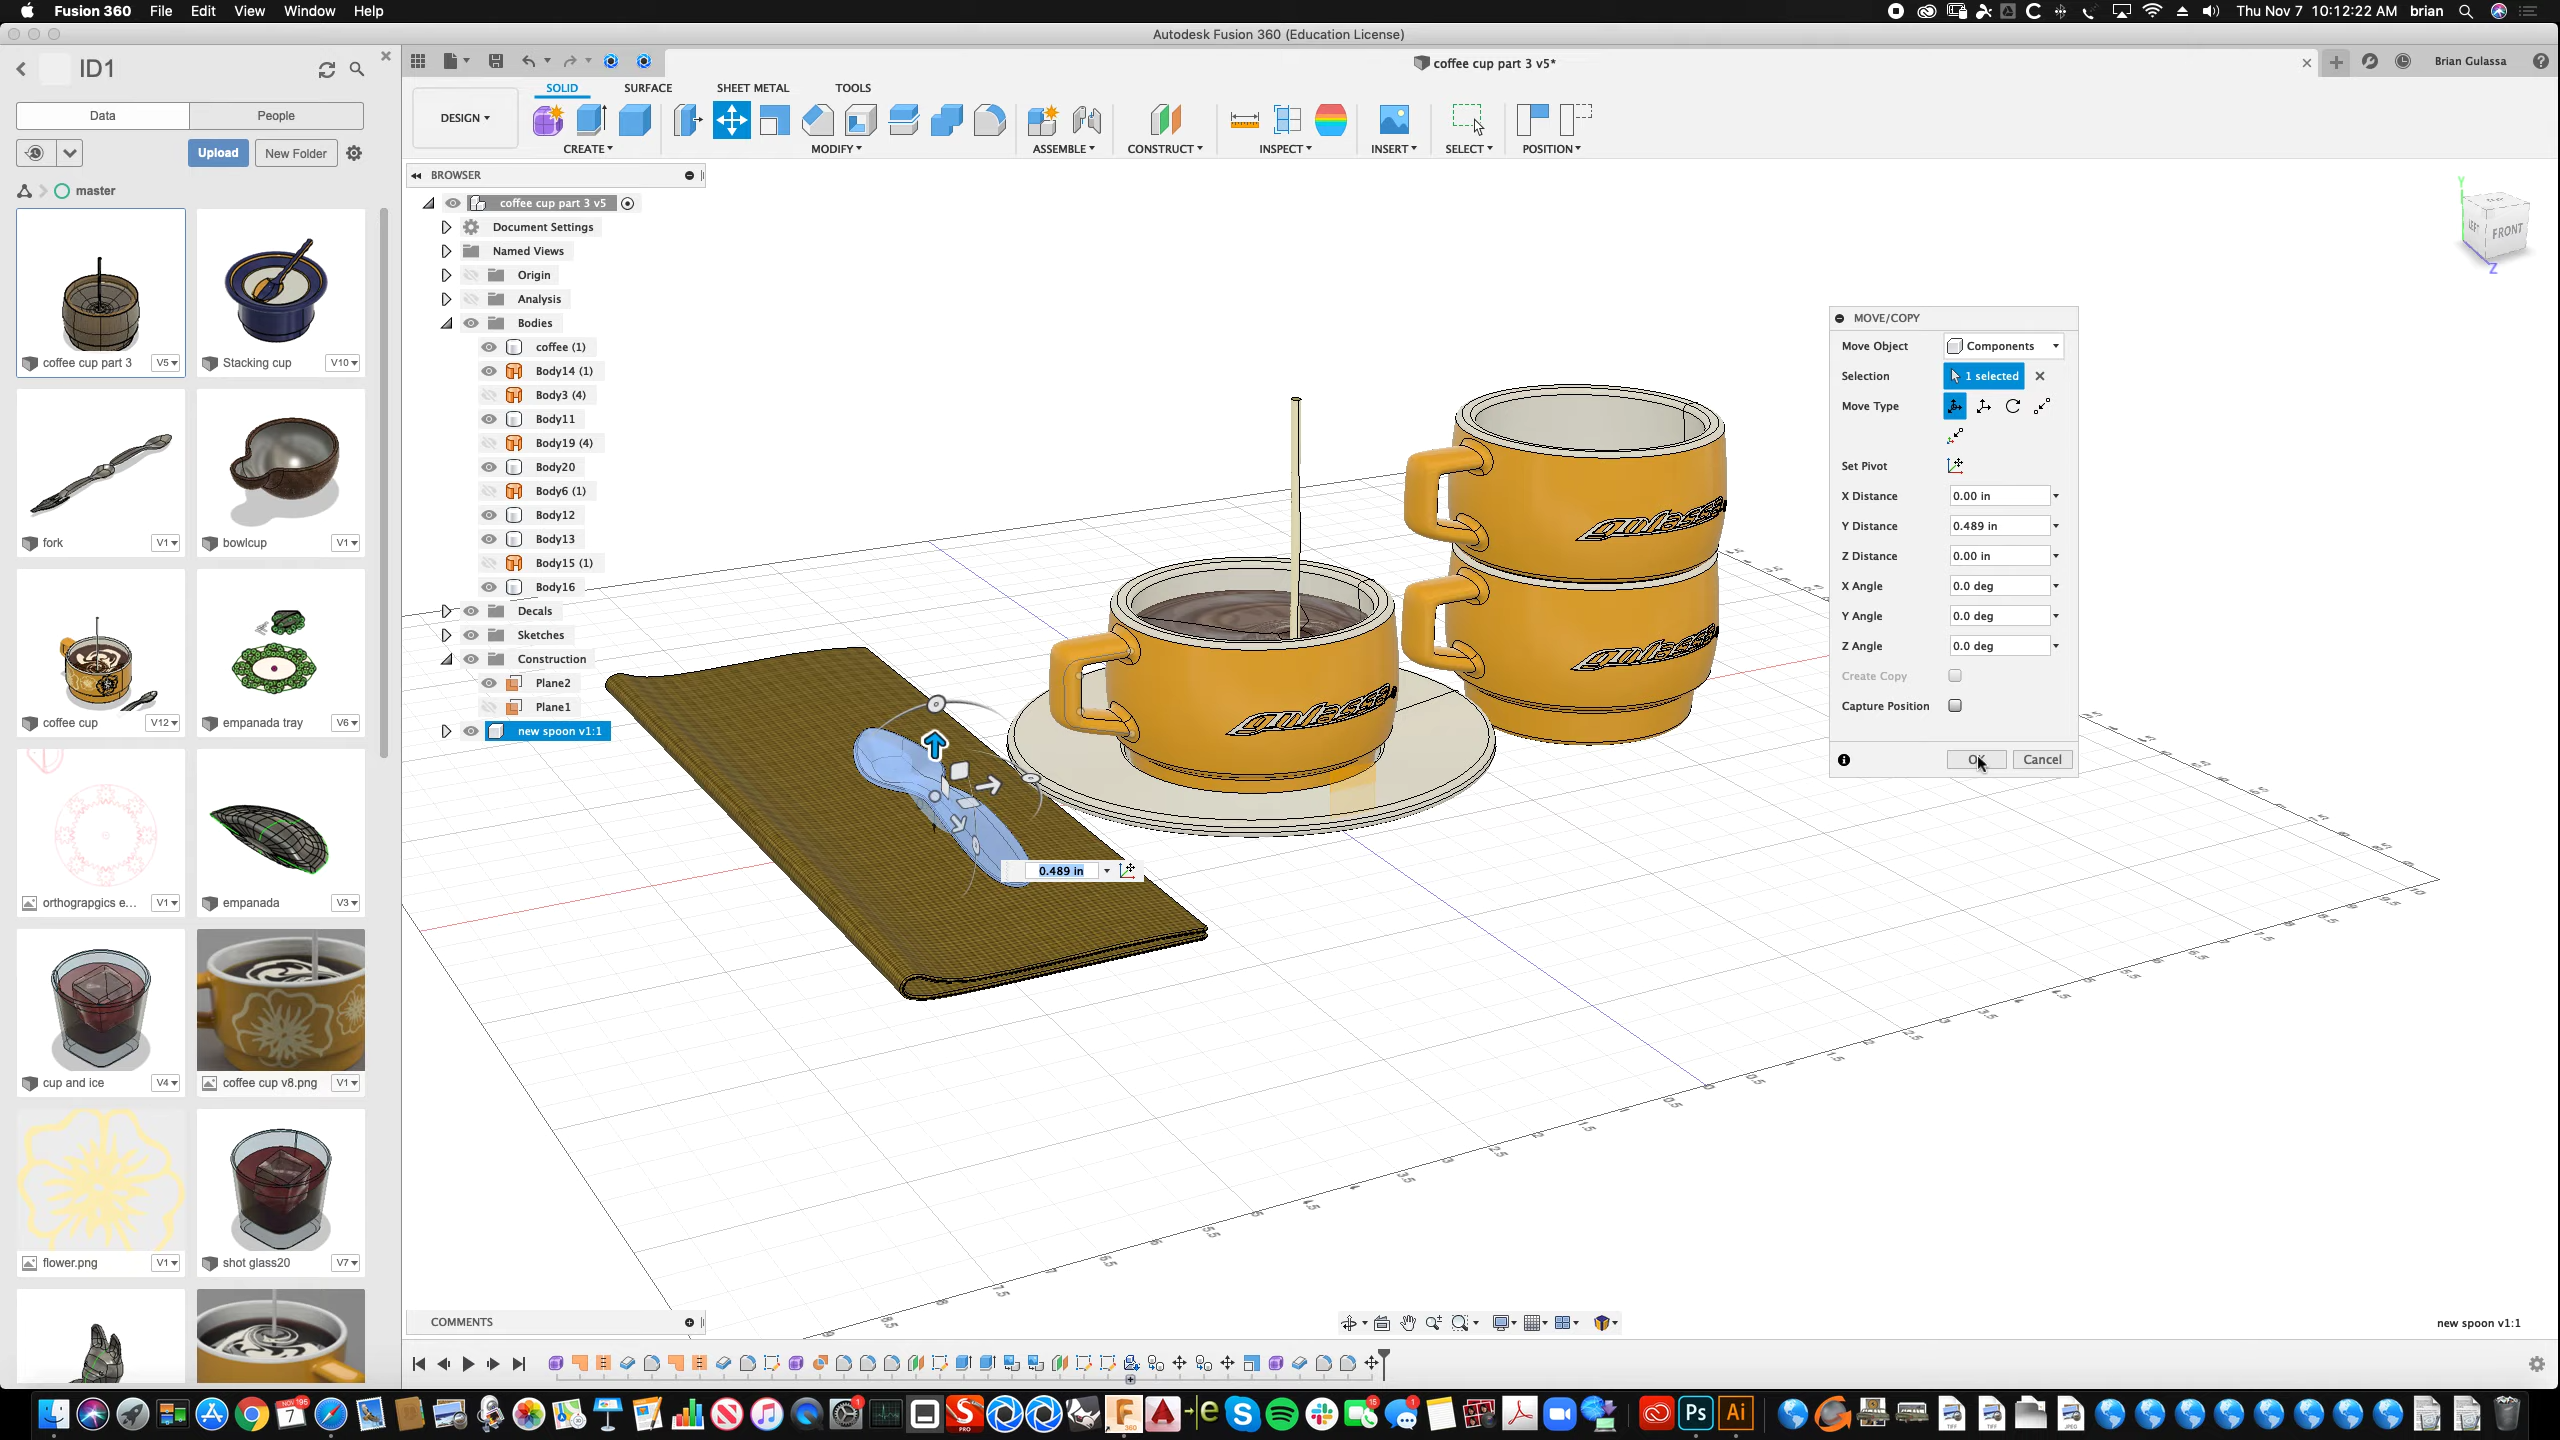 Fusion 360 File Edit View Window Help
Thu Nov 7 10:12:22 AM brian
Autodesk Fusion 360 (Education License)
ID1
coffee cup part 3 v5*
Brian Gulassa
Data People
SOLID SURFACE SHEET METAL TOOLS
DESIGN
CREATE MODIFY ASSEMBLE CONSTRUCT INSPECT INSERT SELECT POSITION
Upload New Folder
master
coffee cup part 3 V5
Stacking cup V10
fork V1
bowlcup V1
coffee cup V12
empanada tray V6
orthograpgics e... V1
empanada V3
cup and ice V4
coffee cup v8.png V1
flower.png V1
shot glass20 V7
BROWSER
coffee cup part 3 v5
Document Settings
Named Views
Origin
Analysis
Bodies
coffee (1)
Body14 (1)
Body3 (4)
Body11
Body19 (4)
Body20
Body6 (1)
Body12
Body13
Body15 (1)
Body16
Decals
Sketches
Construction
Plane2
Plane1
new spoon v1:1
Y
LEFT FRONT
Z
gulassa
gulassa
gulassa
0.489 in
MOVE/COPY
Move Object Components
Selection 1 selected
Move Type
Set Pivot
X Distance 0.00 in
Y Distance 0.489 in
Z Distance 0.00 in
X Angle 0.0 deg
Y Angle 0.0 deg
Z Angle 0.0 deg
Create Copy
Capture Position
OK Cancel
COMMENTS
new spoon v1:1